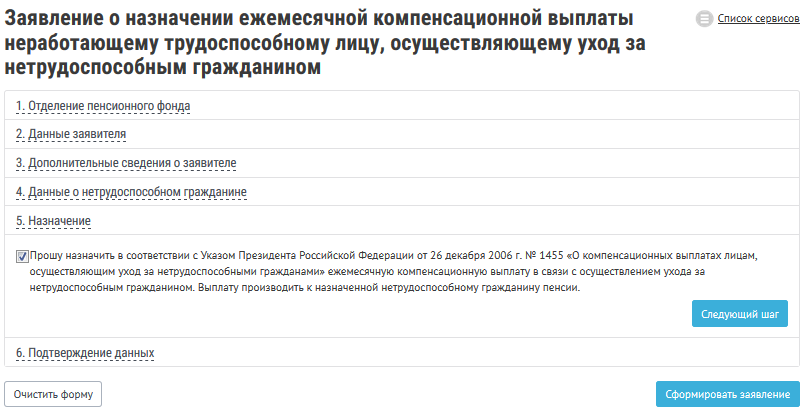 Заявление о назначении ежемесячной компенсационной выплаты
неработающему трудоспособному лицу, осуществляющему уход за
нетрудоспособным гражданином
Список сервисов
1. Отделение пенсионного фонда
2. Данные заявителя
3. Дополнительные сведения о заявителе
4. Данные о нетрудоспособном гражданине
5. Назначение
Прошу назначить в соответствии с Указом Президента Российской Федерации от 26 декабря 2006 г. № 1455 «О компенсационных выплатах лицам,
осуществляющим уход за нетрудоспособными гражданами» ежемесячную компенсационную выплату в связи с осуществлением ухода за
нетрудоспособным гражданином. Выплату производить к назначенной нетрудоспособному гражданину пенсии.
Следующий шаг
6. Подтверждение данных
Очистить форму
Сформировать заявление